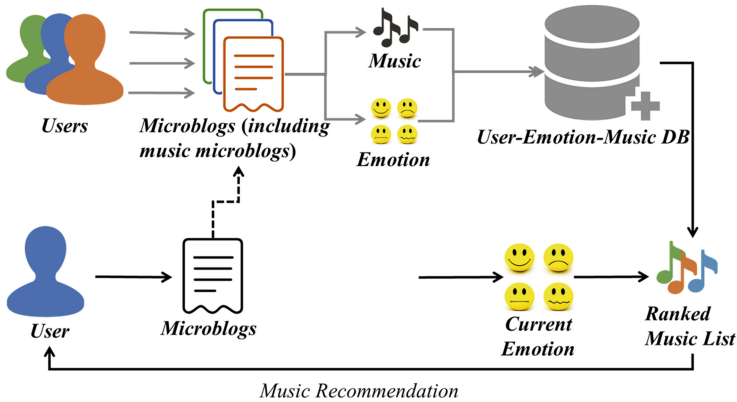 Users
Microblogs (including
music microblogs)
Music
Emotion
User-Emotion-Music DB
User
Microblogs
Current
Emotion
Ranked
Music List
Music Recommendation